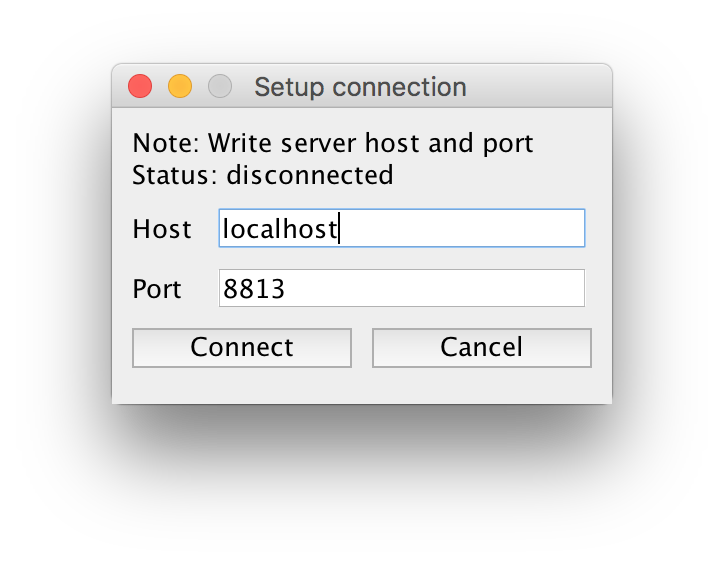 Setup connection
Note: Write server host and port
Status: disconnected
Host localhost
Port 8813
Connect Cancel